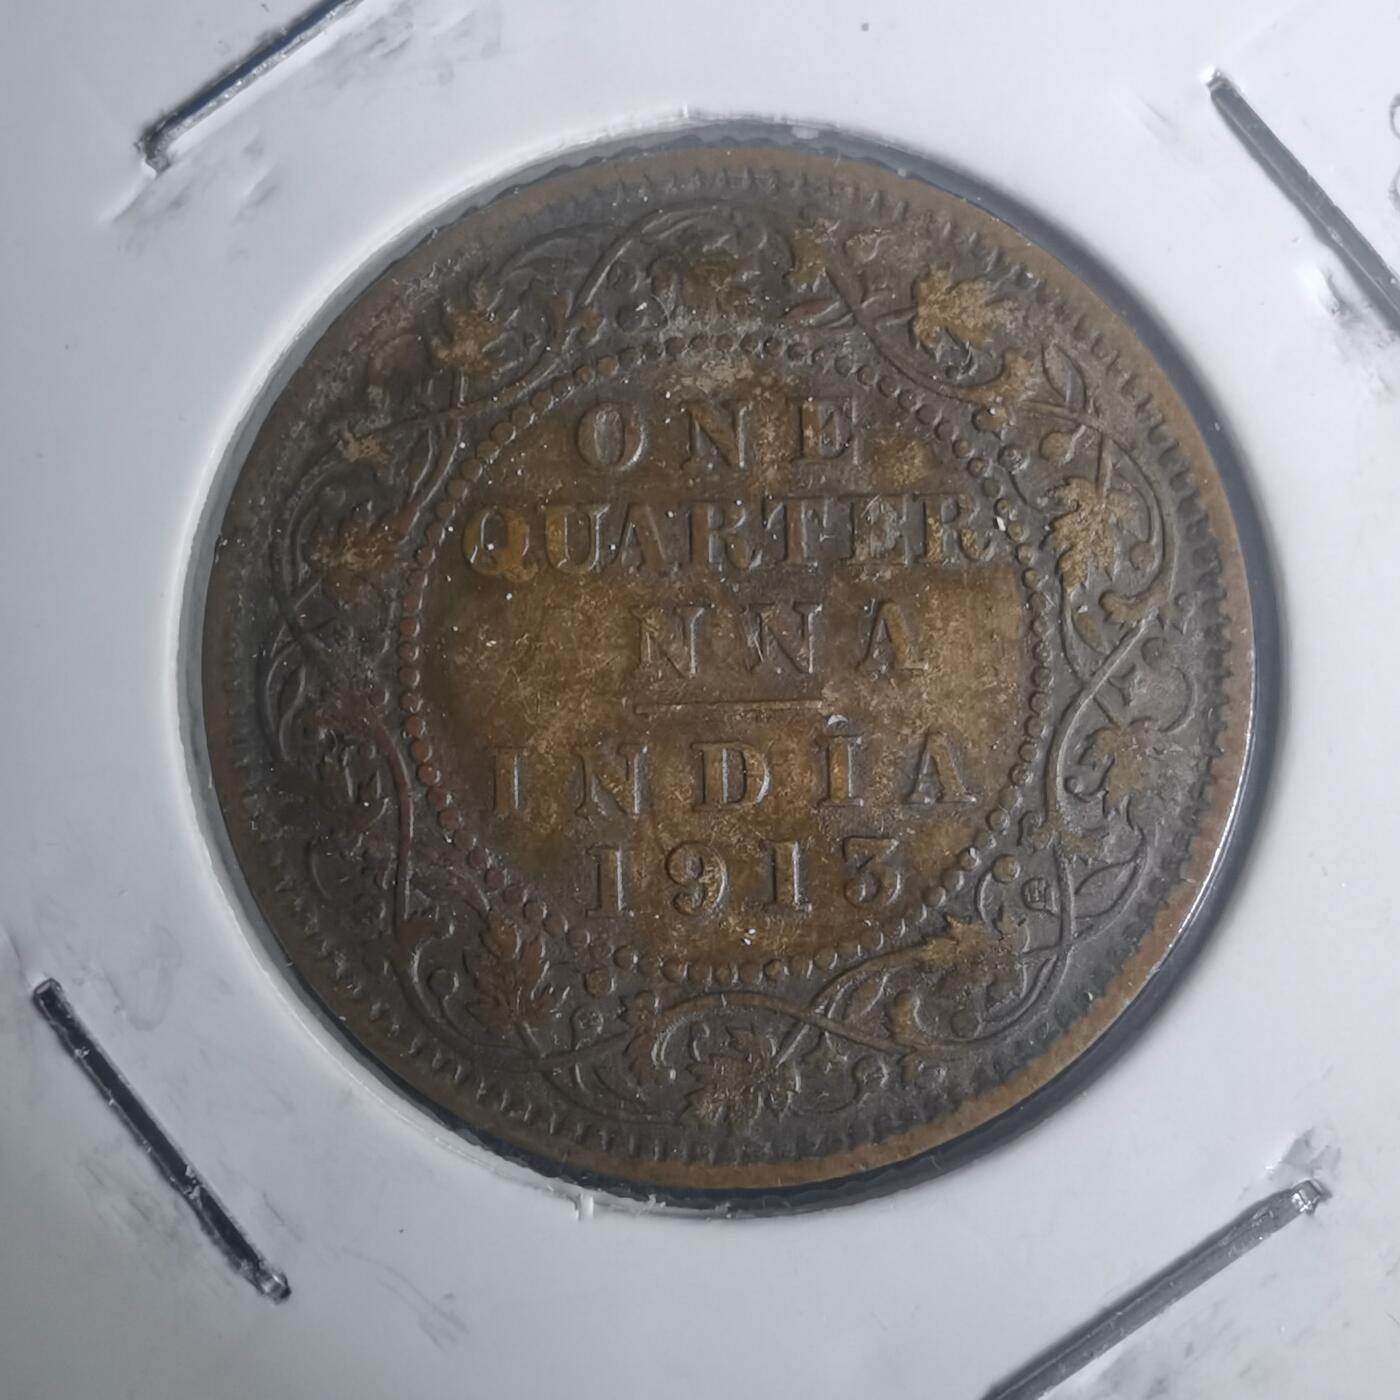 ONE
QUARTER
NNA
INDIA
1913